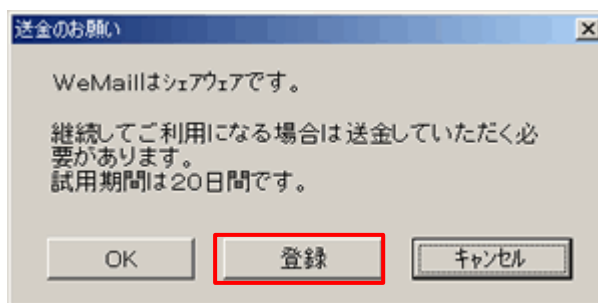 送金のお願い
WeMailはシェアウェアです。
継続してご利用になる場合は送金していただく必
要があります。
試用期間は20日間です。
OK
登録
キャンセル